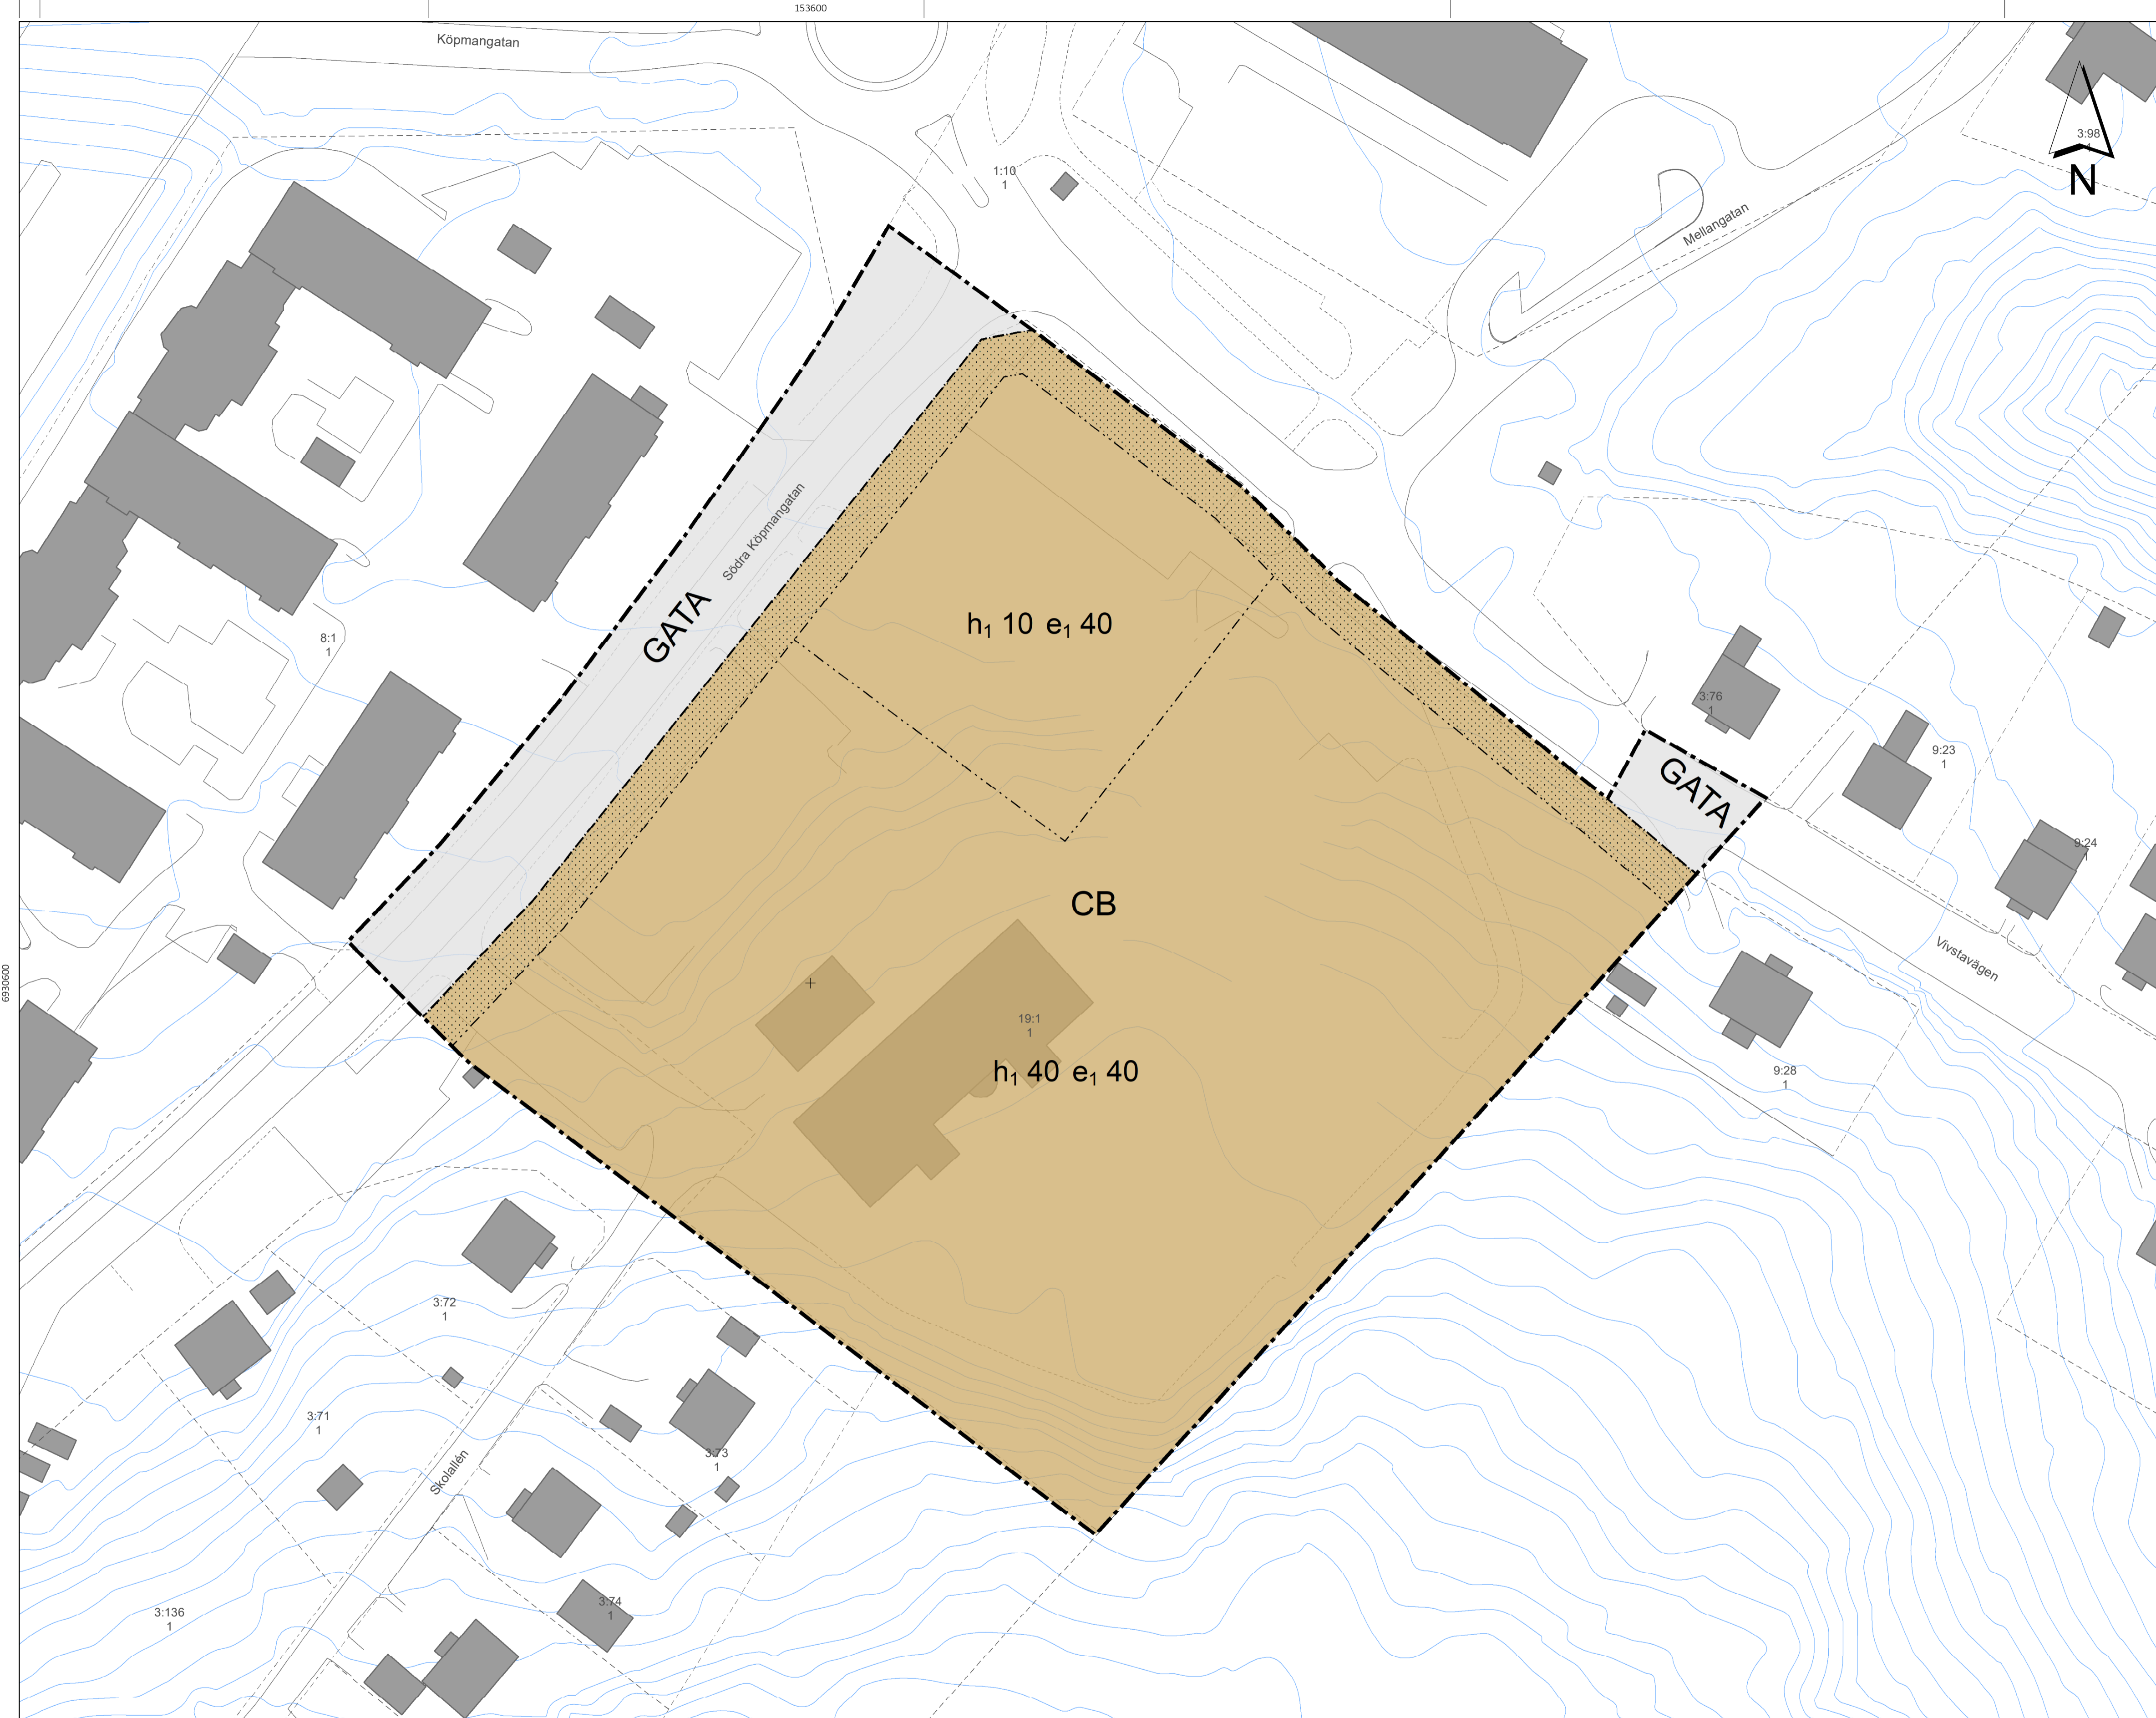 153600
Köpmangatan
3:98
1
N
1:10
1
Mellangatan
Södra Köpmangatan
GATA
8:1
1
h₁ 10 e₁ 40
3:76
1
9:23
1
GATA
9:24
1
CB
Vivstavägen
6930600
19:1
1
h₁ 40 e₁ 40
9:28
1
3:72
1
3:71
1
3:73
1
Skolallén
3:74
1
3:136
1